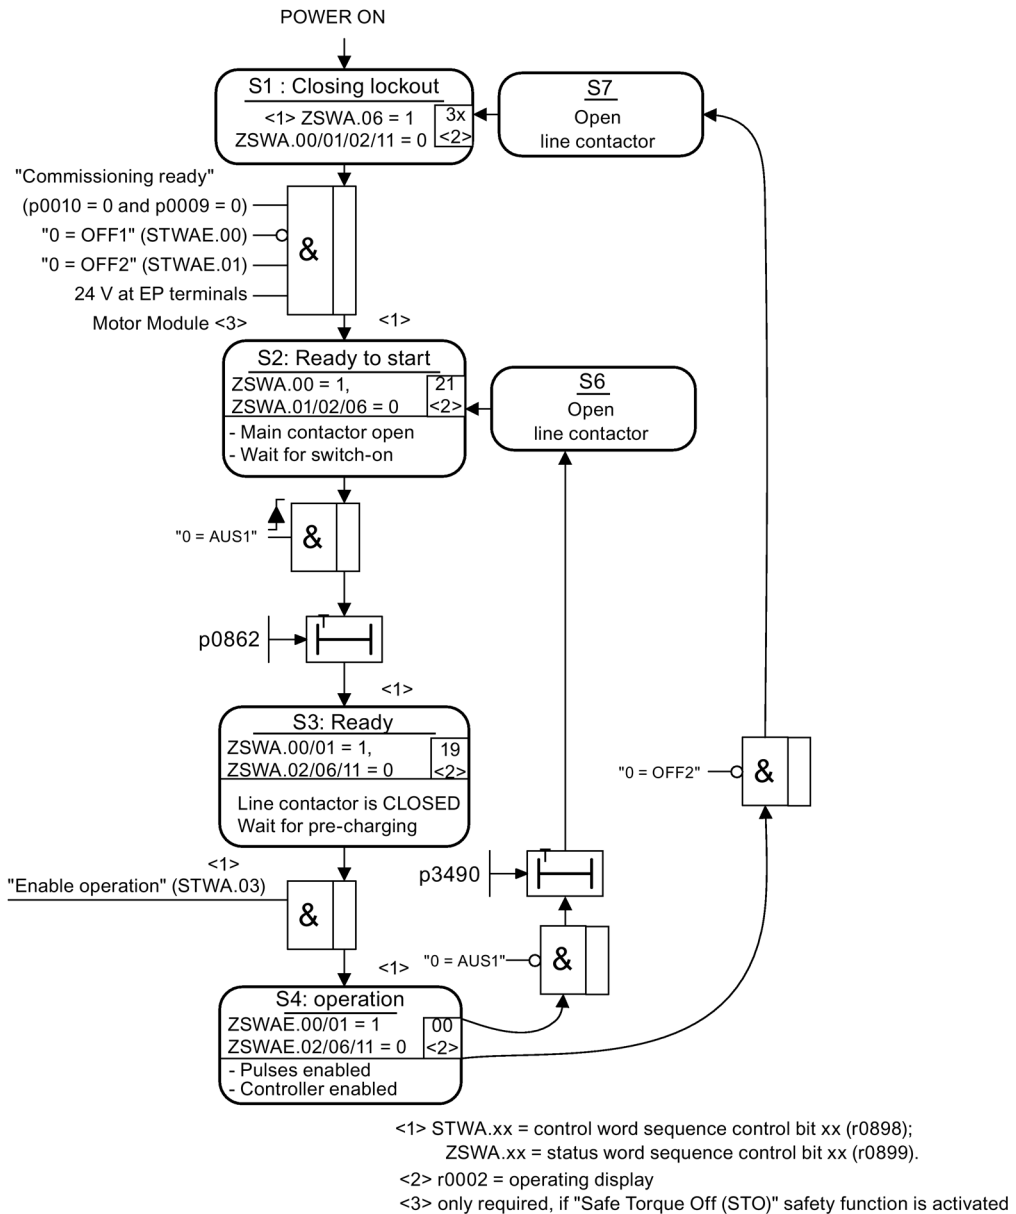 POWER ON
S1 : Closing lockout
<1> ZSWA.06 = 1
ZSWA.00/01/02/11 = 0
3x
<2>
S7
Open
line contactor
"Commissioning ready"
(p0010 = 0 and p0009 = 0)
"0 = OFF1" (STWAE.00)
"0 = OFF2" (STWAE.01)
24 V at EP terminals
Motor Module <3>
&
<1>
S2: Ready to start
ZSWA.00 = 1,
ZSWA.01/02/06 = 0
21
<2>
- Main contactor open
- Wait for switch-on
S6
Open
line contactor
"0 = AUS1"
&
p0862
T
<1>
S3: Ready
ZSWA.00/01 = 1,
ZSWA.02/06/11 = 0
19
<2>
Line contactor is CLOSED
Wait for pre-charging
"0 = OFF2"
&
<1>
"Enable operation" (STWA.03)
&
p3490
T
"0 = AUS1"
&
<1>
S4: operation
ZSWAE.00/01 = 1
ZSWAE.02/06/11 = 0
00
<2>
- Pulses enabled
- Controller enabled
<1> STWA.xx = control word sequence control bit xx (r0898);
ZSWA.xx = status word sequence control bit xx (r0899).
<2> r0002 = operating display
<3> only required, if "Safe Torque Off (STO)" safety function is activated